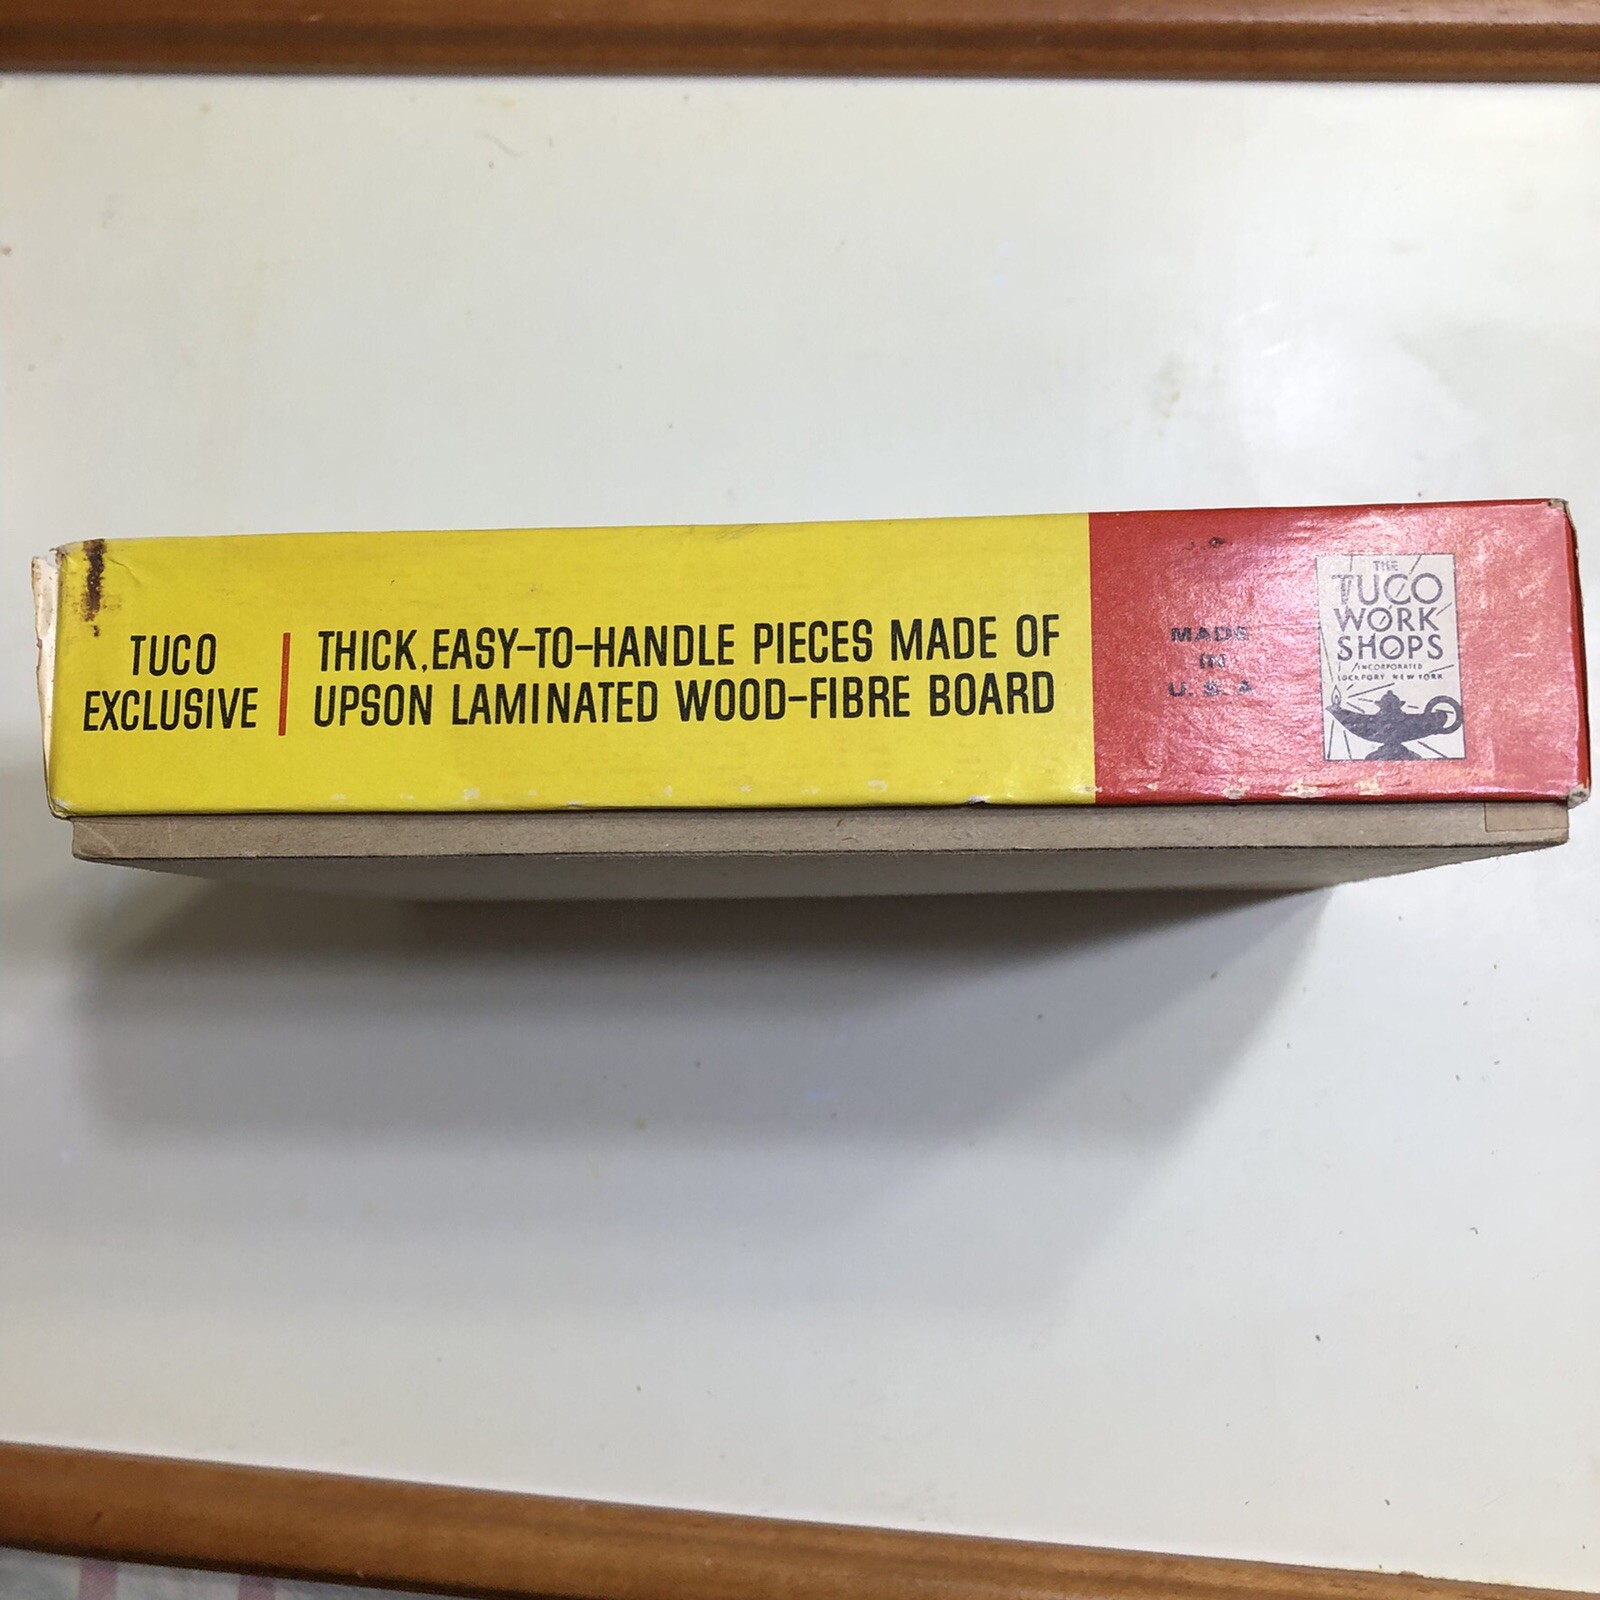 TUCO
EXCLUSIVE
THICK, EASY-TO-HANDLE PIECES MADE OF
UPSON LAMINATED WOOD-FIBRE BOARD
MADE
IN
U. S. A
THE
TUCO
WORK
SHOPS
INCORPORATED
LOCKPORT NEW YORK